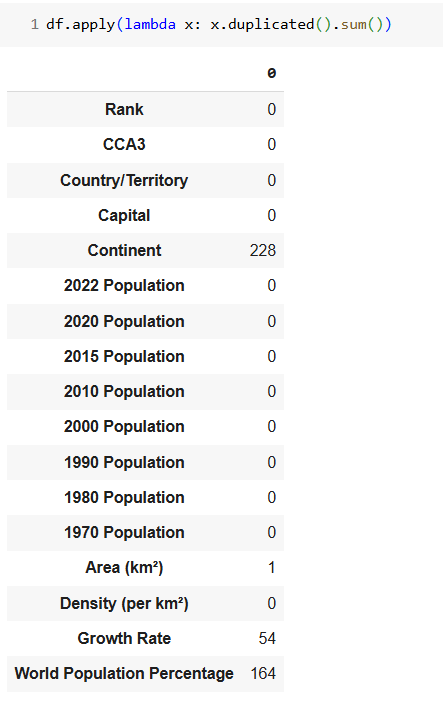 1 df.apply(lambda x: x.duplicated().sum())
0
Rank 0
CCA3 0
Country/Territory 0
Capital 0
Continent 228
2022 Population 0
2020 Population 0
2015 Population 0
2010 Population 0
2000 Population 0
1990 Population 0
1980 Population 0
1970 Population 0
Area (km²) 1
Density (per km²) 0
Growth Rate 54
World Population Percentage 164